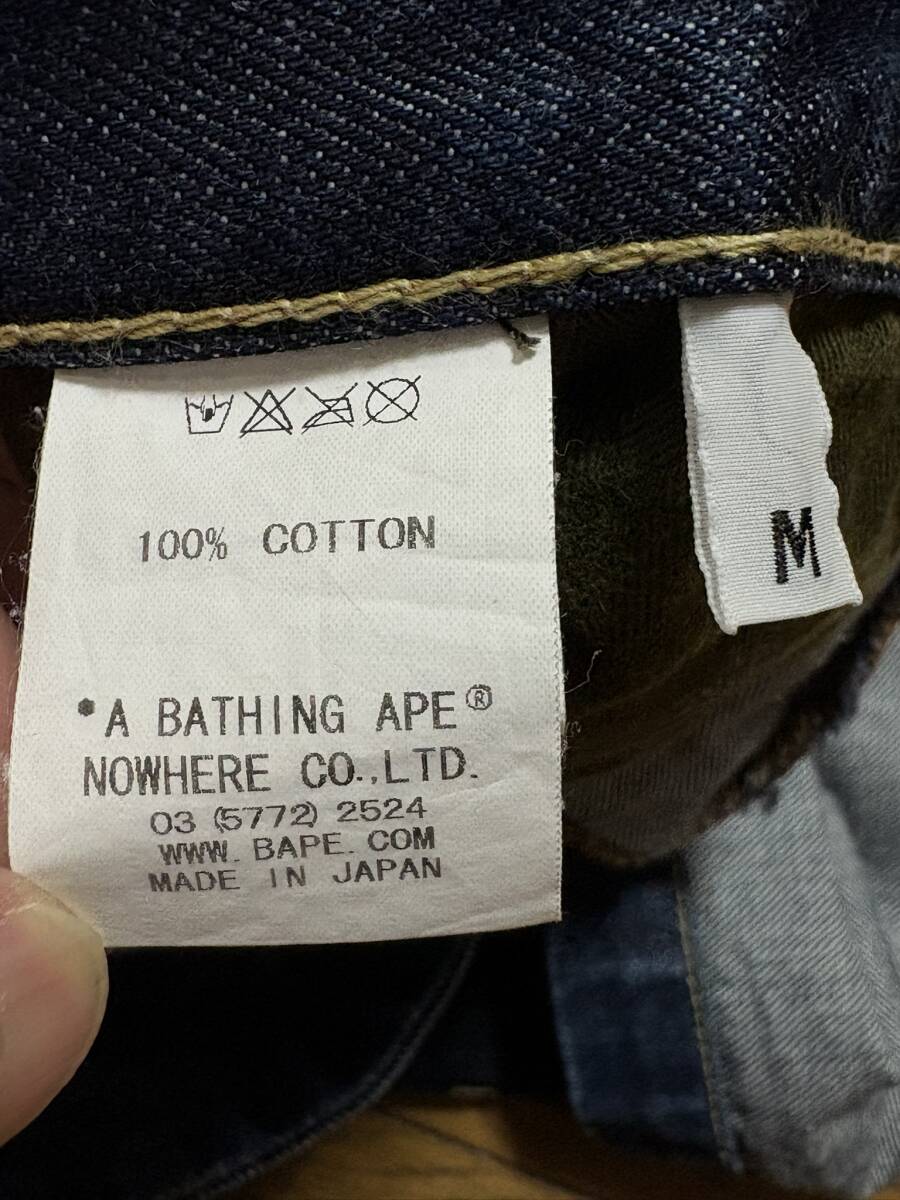 100% COTTON
*A BATHING APE®
NOWHERE CO.,LTD.
03 (5772) 2524
WWW. BAPE. COM
MADE IN JAPAN
M